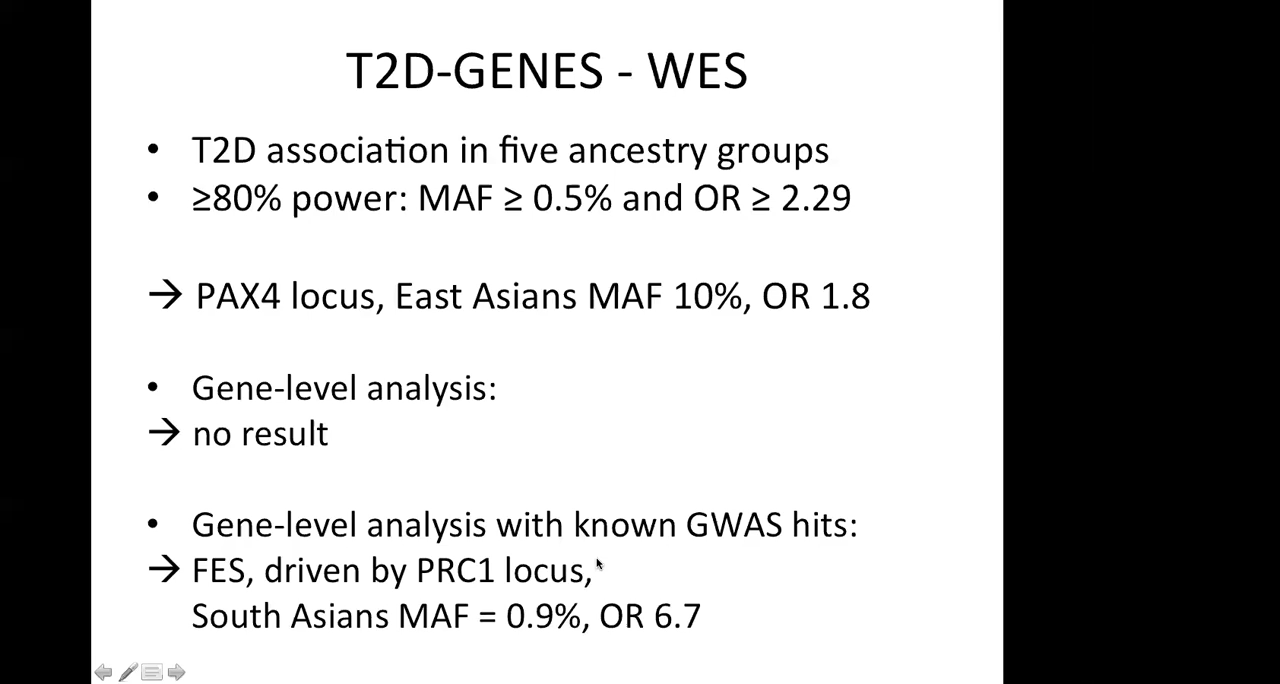 T2D-GENES - WES
• T2D association in five ancestry groups
• ≥80% power: MAF ≥ 0.5% and OR ≥ 2.29
→ PAX4 locus, East Asians MAF 10%, OR 1.8
• Gene-level analysis:
→ no result
• Gene-level analysis with known GWAS hits:
→ FES, driven by PRC1 locus,
South Asians MAF = 0.9%, OR 6.7